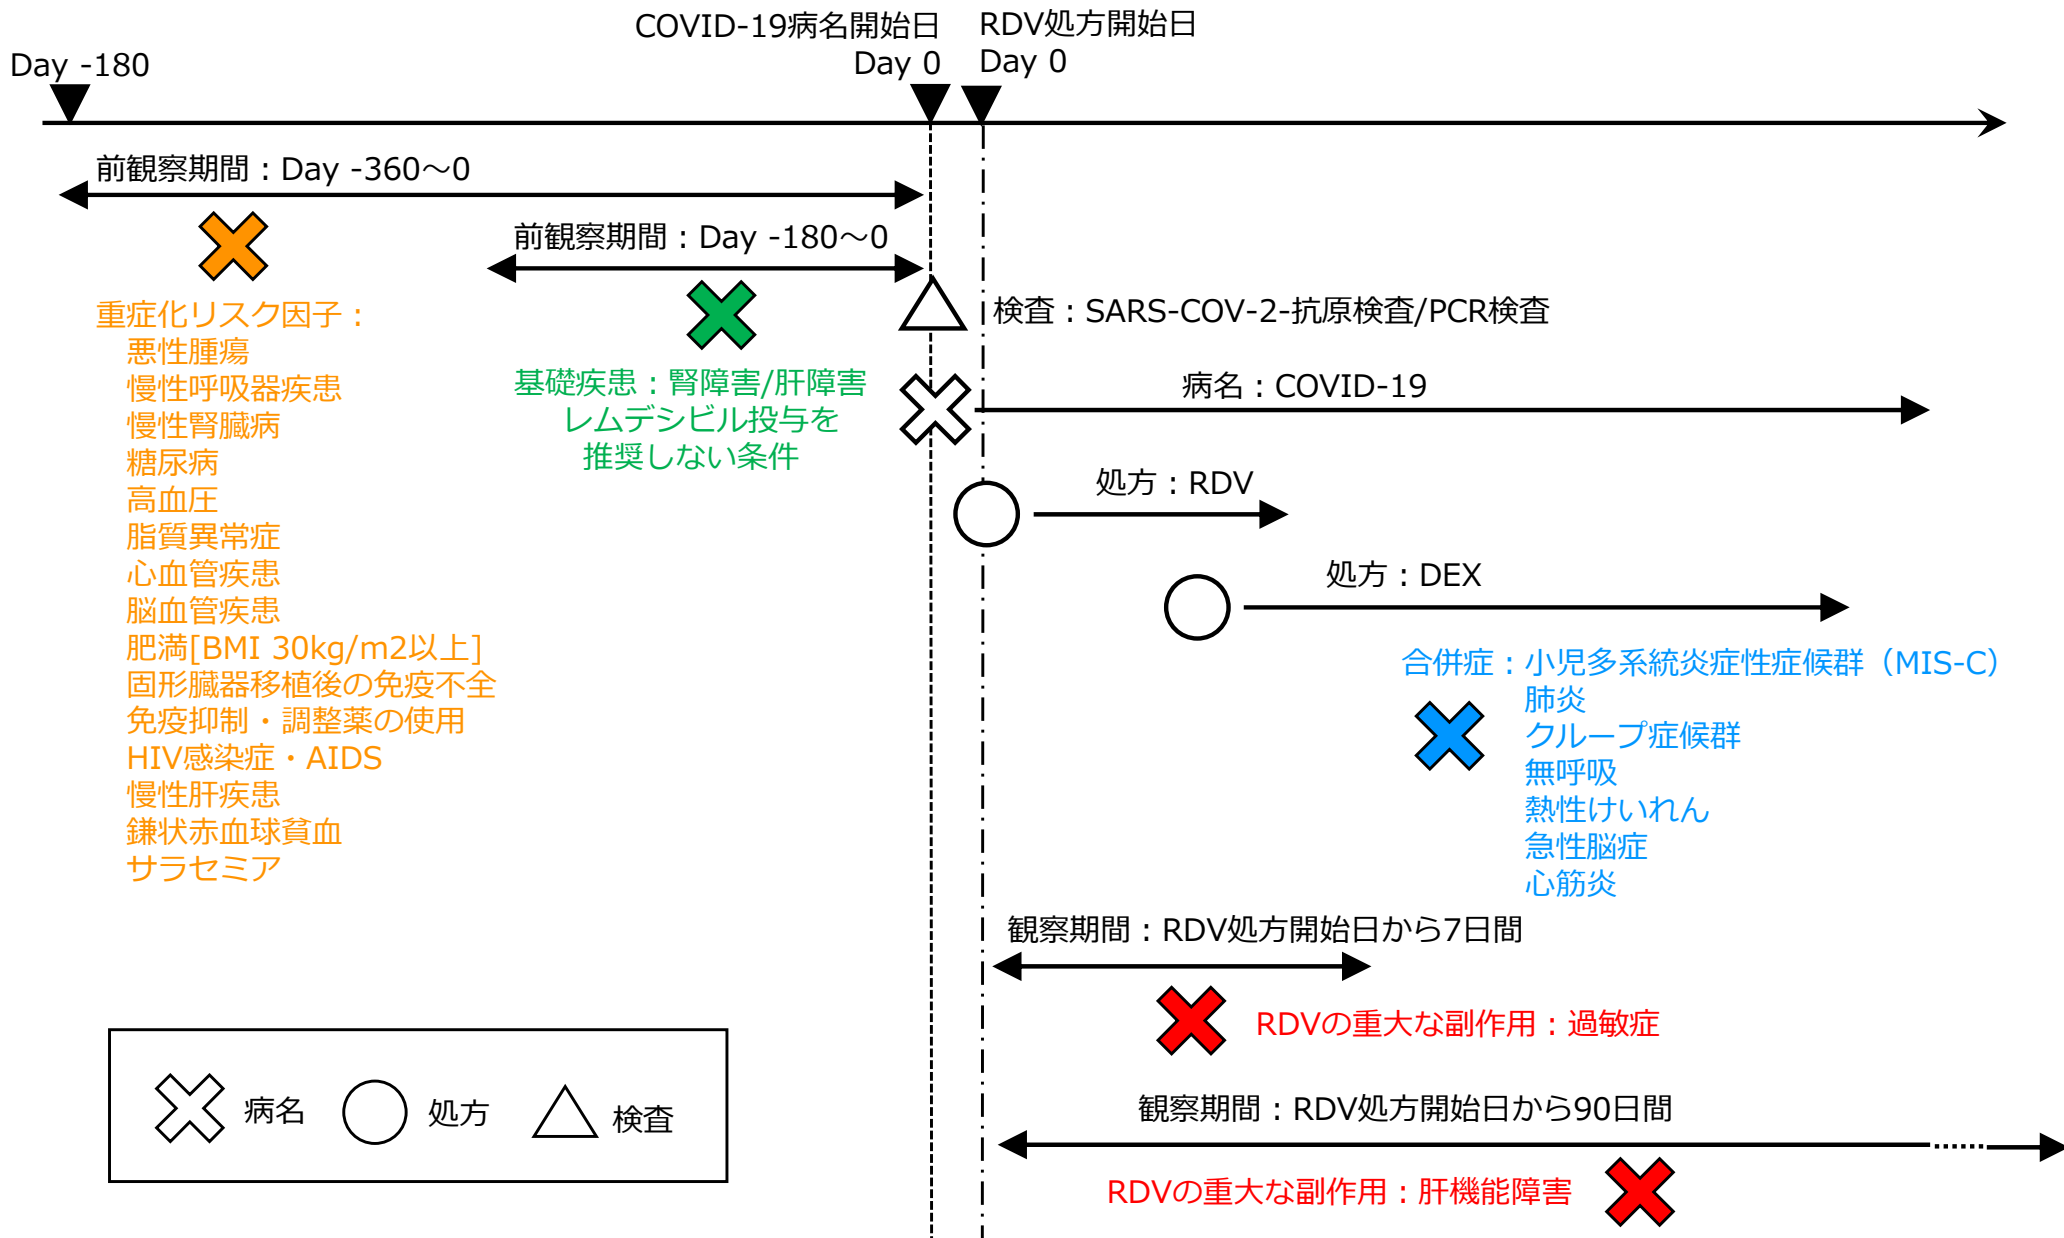 COVID-19病名開始日
Day 0
RDV処方開始日
Day 0
Day -180
前観察期間：Day -360～0
前観察期間：Day -180～0
重症化リスク因子：
悪性腫瘍
慢性呼吸器疾患
慢性腎臓病
糖尿病
高血圧
脂質異常症
心血管疾患
脳血管疾患
肥満[BMI 30kg/m2以上]
固形臓器移植後の免疫不全
免疫抑制・調整薬の使用
HIV感染症・AIDS
慢性肝疾患
鎌状赤血球貧血
サラセミア
基礎疾患：腎障害/肝障害
レムデシビル投与を
推奨しない条件
検査：SARS-COV-2-抗原検査/PCR検査
病名：COVID-19
処方：RDV
処方：DEX
合併症：小児多系統炎症性症候群（MIS-C）
肺炎
クループ症候群
無呼吸
熱性けいれん
急性脳症
心筋炎
観察期間：RDV処方開始日から7日間
RDVの重大な副作用：過敏症
観察期間：RDV処方開始日から90日間
RDVの重大な副作用：肝機能障害
病名
処方
検査